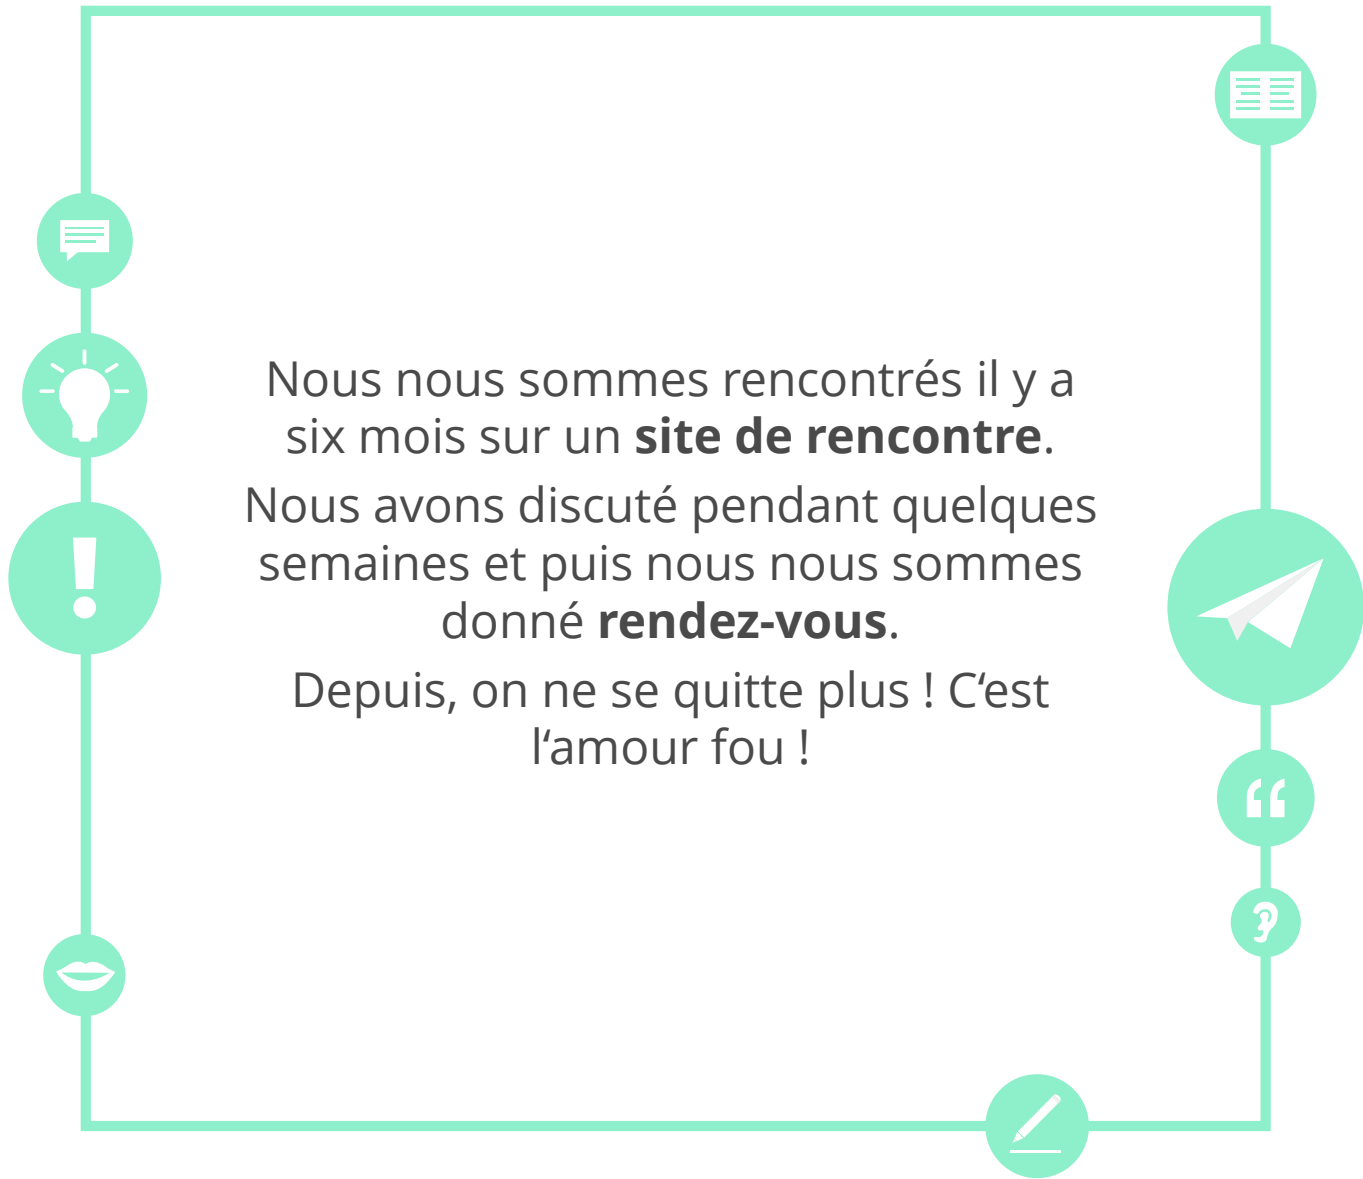 Nous nous sommes rencontrés il y a
six mois sur un site de rencontre.
Nous avons discuté pendant quelques
semaines et puis nous nous sommes
donné rendez-vous.
Depuis, on ne se quitte plus ! C‘est
l‘amour fou !